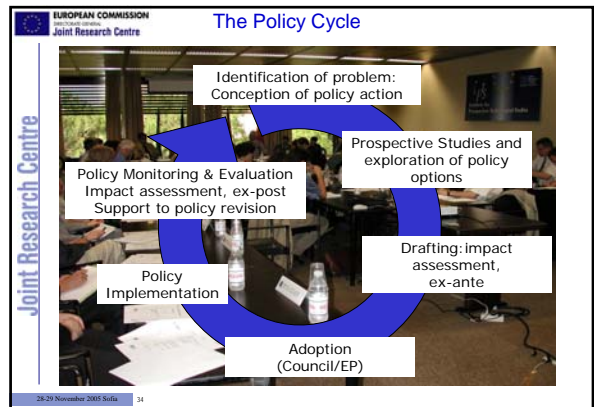 EUROPEAN COMMISSION
DIRECTORATE GENERAL
Joint Research Centre
The Policy Cycle
Joint Research Centre
Identification of problem:
Conception of policy action
Prospective Studies and
exploration of policy
options
Drafting: impact
assessment,
ex-ante
Adoption
(Council/EP)
Policy
Implementation
Policy Monitoring & Evaluation
Impact assessment, ex-post
Support to policy revision
28-29 November 2005 Sofia
34